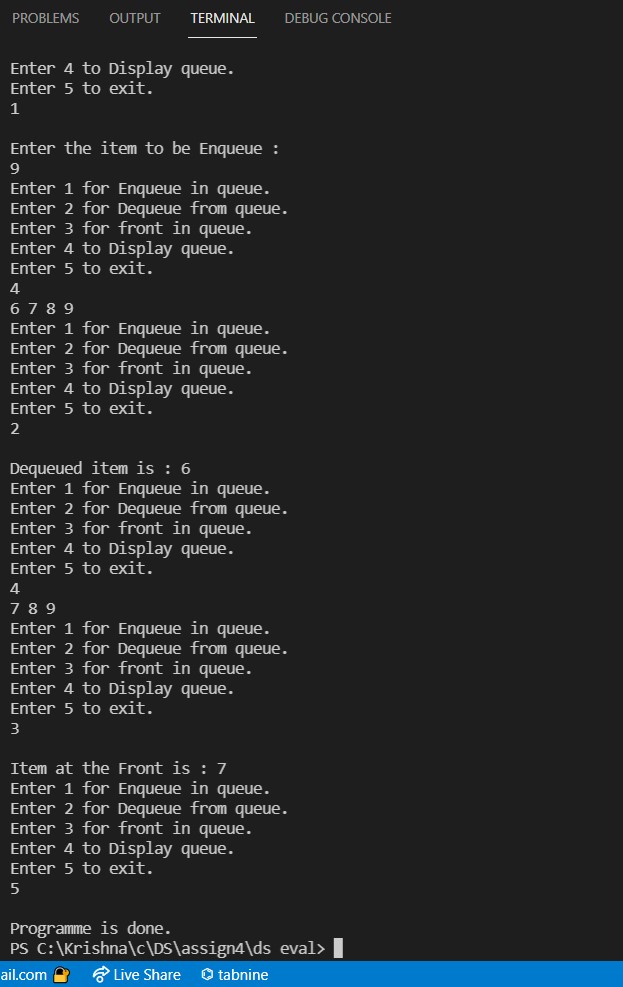 PROBLEMS OUTPUT TERMINAL DEBUG CONSOLE
Enter 4 to Display queue.
Enter 5 to exit.
1
Enter the item to be Enqueue :
9
Enter 1 for Enqueue in queue.
Enter 2 for Dequeue from queue.
Enter 3 for front in queue.
Enter 4 to Display queue.
Enter 5 to exit.
4
6 7 8 9
Enter 1 for Enqueue in queue.
Enter 2 for Dequeue from queue.
Enter 3 for front in queue.
Enter 4 to Display queue.
Enter 5 to exit.
2
Dequeued item is : 6
Enter 1 for Enqueue in queue.
Enter 2 for Dequeue from queue.
Enter 3 for front in queue.
Enter 4 to Display queue.
Enter 5 to exit.
4
7 8 9
Enter 1 for Enqueue in queue.
Enter 2 for Dequeue from queue.
Enter 3 for front in queue.
Enter 4 to Display queue.
Enter 5 to exit.
3
Item at the Front is : 7
Enter 1 for Enqueue in queue.
Enter 2 for Dequeue from queue.
Enter 3 for front in queue.
Enter 4 to Display queue.
Enter 5 to exit.
5
Programme is done.
PS C:\Krishna\c\DS\assign4\ds eval>
ail.com Live Share tabnine